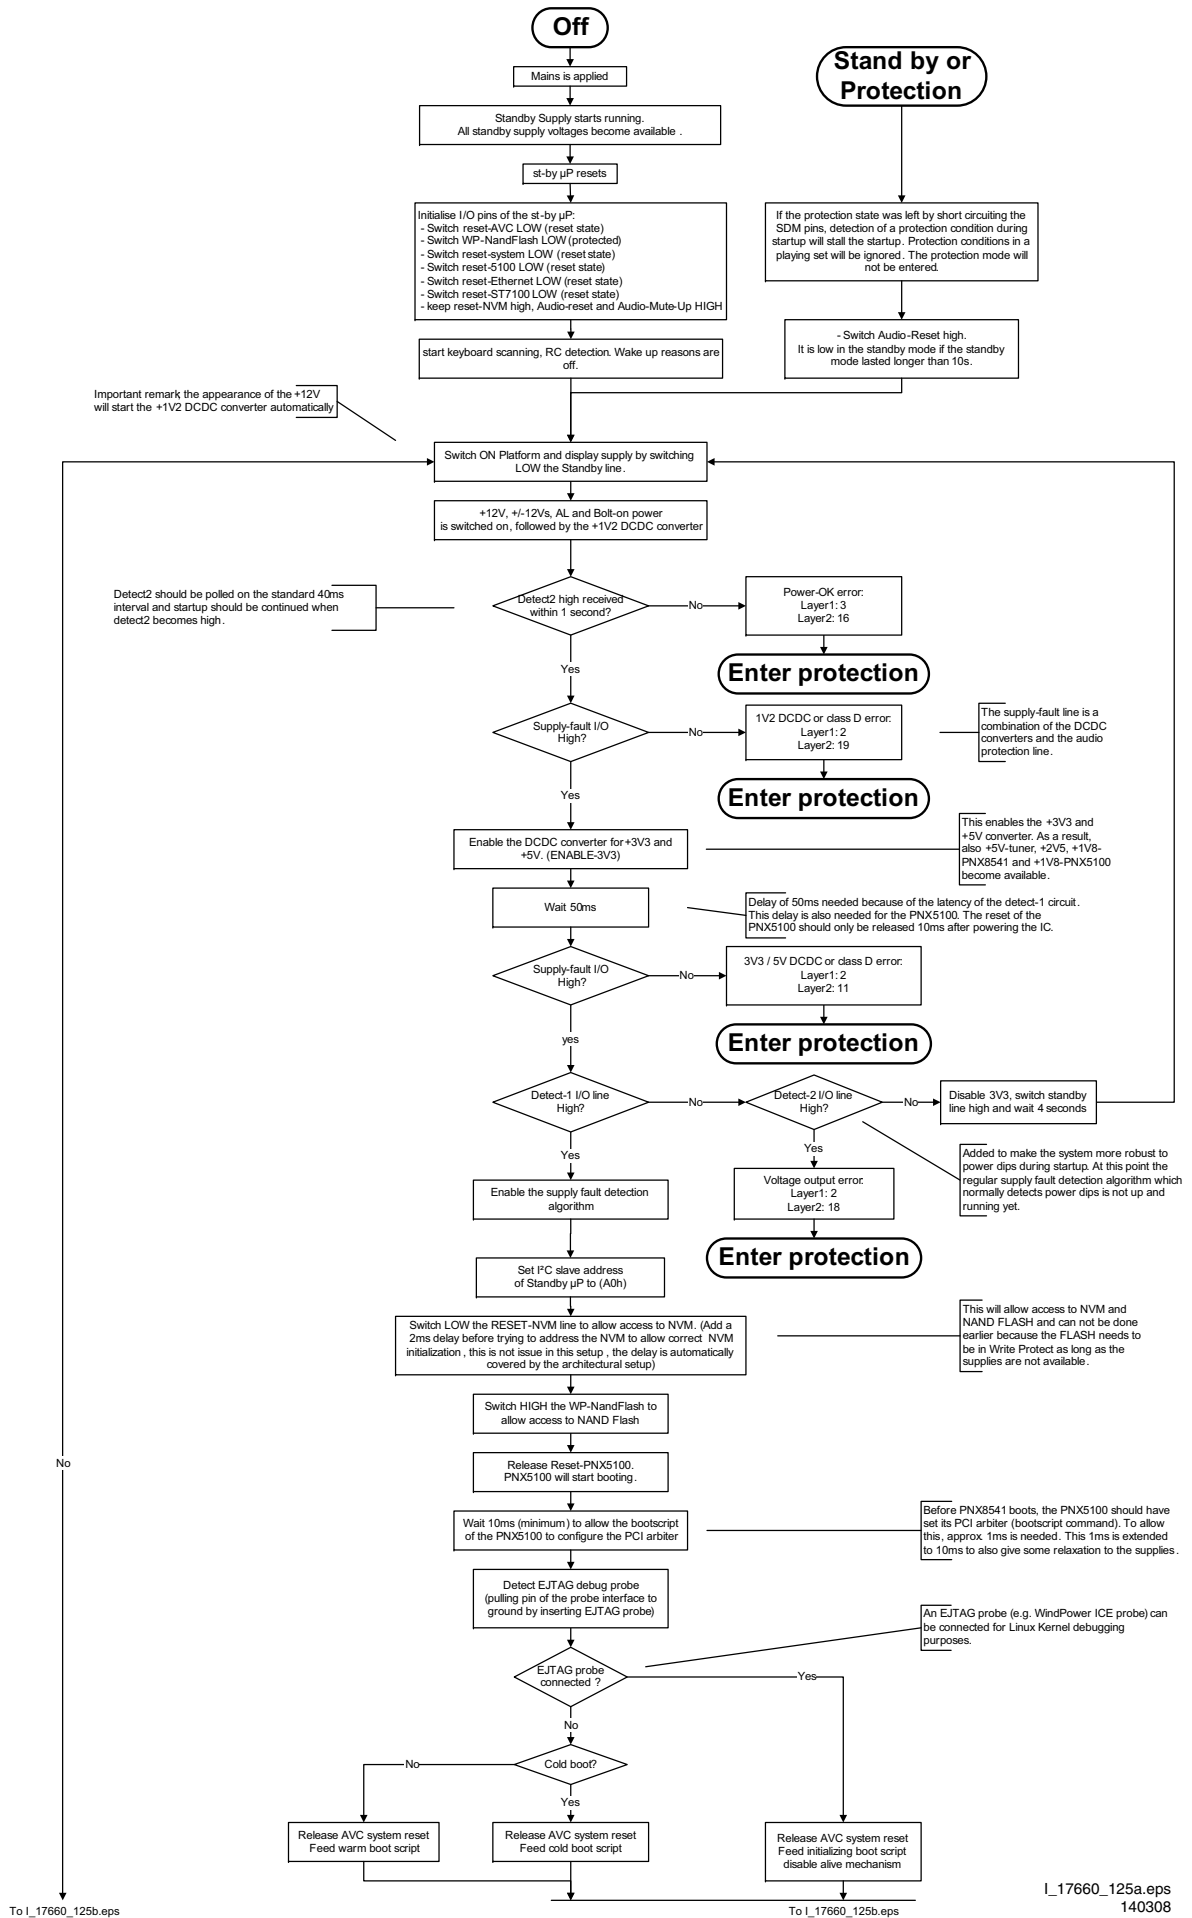 Off
Mains is applied
Standby Supply starts running.
All standby supply voltages become available .
st-by µP resets
Initialise I/O pins of the st-by µP:
- Switch reset-AVC LOW (reset state)
- Switch WP-NandFlash LOW (protected)
- Switch reset-system LOW (reset state)
- Switch reset-5100 LOW (reset state)
- Switch reset-Ethernet LOW (reset state)
- Switch reset-ST7100 LOW (reset state)
- keep reset-NVM high, Audio-reset and Audio-Mute-Up HIGH
start keyboard scanning, RC detection. Wake up reasons are
off.
Stand by or
Protection
If the protection state was left by short circuiting the
SDM pins, detection of a protection condition during
startup will stall the startup. Protection conditions in a
playing set will be ignored. The protection mode will
not be entered.
- Switch Audio-Reset high.
It is low in the standby mode if the standby
mode lasted longer than 10s.
Important remark; the appearance of the +12V
will start the +1V2 DCDC converter automatically
Switch ON Platform and display supply by switching
LOW the Standby line.
+12V, +/-12Vs, AL and Bolt-on power
is switched on, followed by the +1V2 DCDC converter
Detect2 should be polled on the standard 40ms
interval and startup should be continued when
detect2 becomes high.
Detect2 high received
within 1 second?
No
Power-OK error:
Layer1: 3
Layer2: 16
Enter protection
Yes
Supply-fault I/O
High?
No
1V2 DCDC or class D error:
Layer1: 2
Layer2: 19
The supply-fault line is a
combination of the DCDC
converters and the audio
protection line.
Enter protection
Yes
Enable the DCDC converter for +3V3 and
+5V. (ENABLE-3V3)
This enables the +3V3 and
+5V converter. As a result,
also +5V-tuner, +2V5, +1V8-
PNX8541 and +1V8-PNX5100
become available.
Wait 50ms
Delay of 50ms needed because of the latency of the detect-1 circuit.
This delay is also needed for the PNX5100. The reset of the
PNX5100 should only be released 10ms after powering the IC.
Supply-fault I/O
High?
No
3V3 / 5V DCDC or class D error:
Layer1: 2
Layer2: 11
Enter protection
yes
Detect-1 I/O line
High?
No
Detect-2 I/O line
High?
No
Disable 3V3, switch standby
line high and wait 4 seconds
Yes
Yes
Added to make the system more robust to
power dips during startup. At this point the
regular supply fault detection algorithm which
normally detects power dips is not up and
running yet.
Enable the supply fault detection
algorithm
Voltage output error:
Layer1: 2
Layer2: 18
Enter protection
Set I²C slave address
of Standby µP to (A0h)
Switch LOW the RESET-NVM line to allow access to NVM. (Add a
2ms delay before trying to address the NVM to allow correct NVM
initialization , this is not issue in this setup , the delay is automatically
covered by the architectural setup)
This will allow access to NVM and
NAND FLASH and can not be done
earlier because the FLASH needs to
be in Write Protect as long as the
supplies are not available.
Switch HIGH the WP-NandFlash to
allow access to NAND Flash
No
Release Reset-PNX5100.
PNX5100 will start booting.
Wait 10ms (minimum) to allow the bootscript
of the PNX5100 to configure the PCI arbiter
Before PNX8541 boots, the PNX5100 should have
set its PCI arbiter (bootscript command). To allow
this, approx. 1ms is needed. This 1ms is extended
to 10ms to also give some relaxation to the supplies.
Detect EJTAG debug probe
(pulling pin of the probe interface to
ground by inserting EJTAG probe)
An EJTAG probe (e.g. WindPower ICE probe) can
be connected for Linux Kernel debugging
purposes.
EJTAG probe
connected ?
Yes
No
Cold boot?
No
Yes
Release AVC system reset
Feed warm boot script
Release AVC system reset
Feed cold boot script
Release AVC system reset
Feed initializing boot script
disable alive mechanism
To I_17660_125b.eps
To I_17660_125b.eps
I_17660_125a.eps
140308